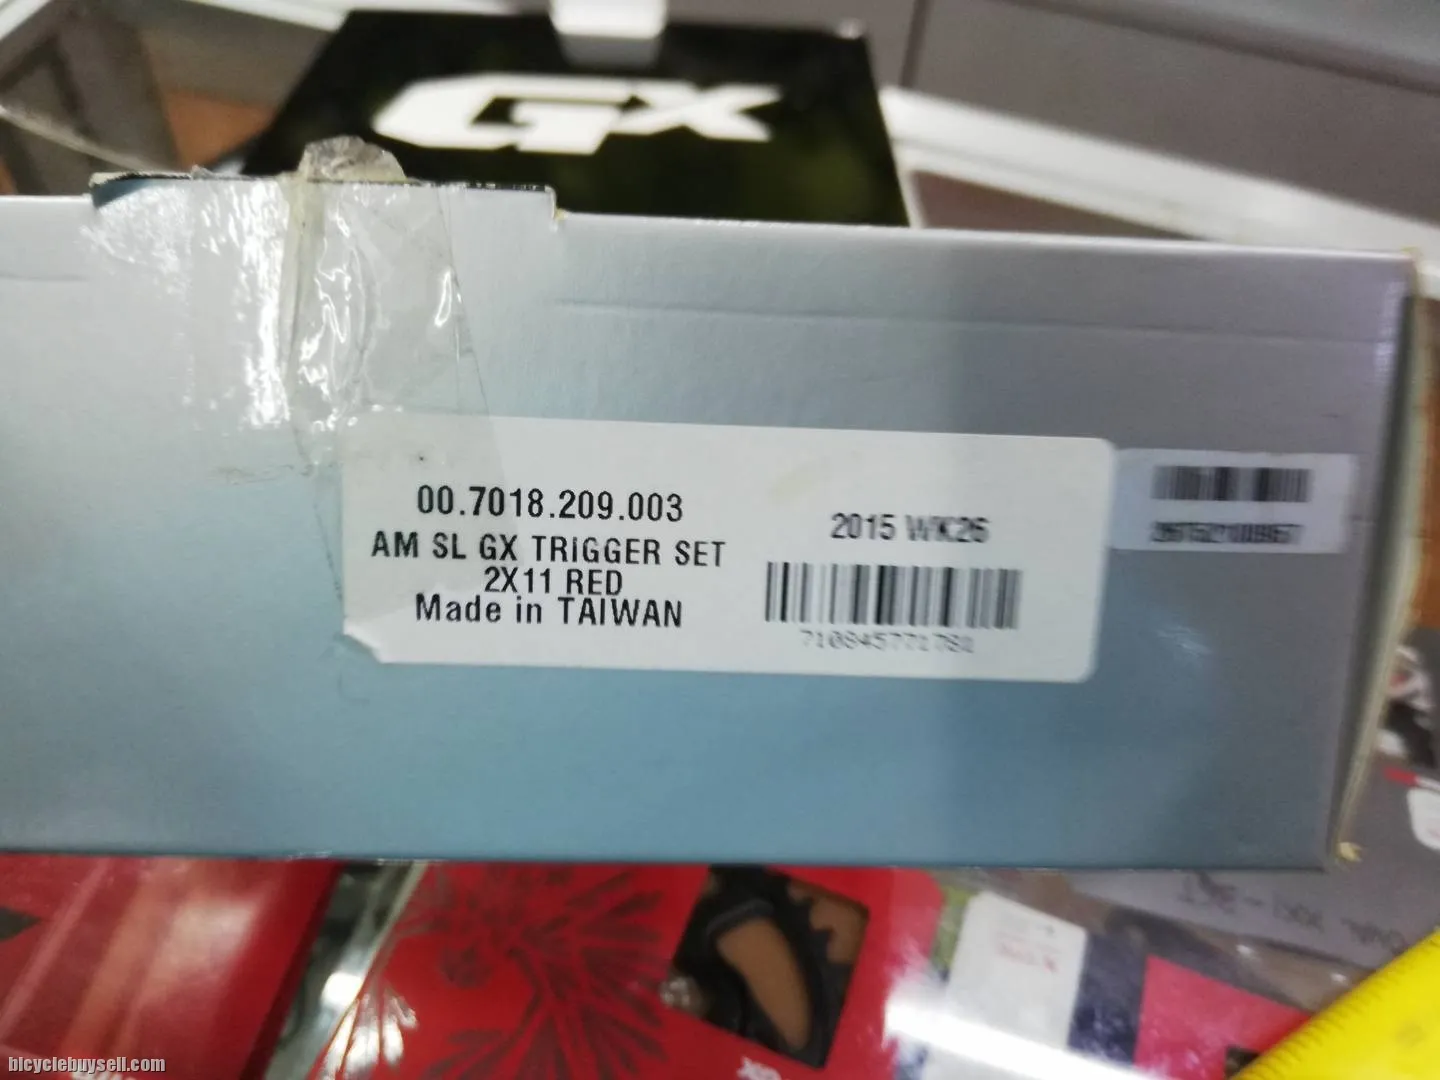 GX
00.7018.209.003
AM SL GX TRIGGER SET
2X11 RED
Made in TAIWAN
2015 WK26
710845771781
bicyclebuysell.com